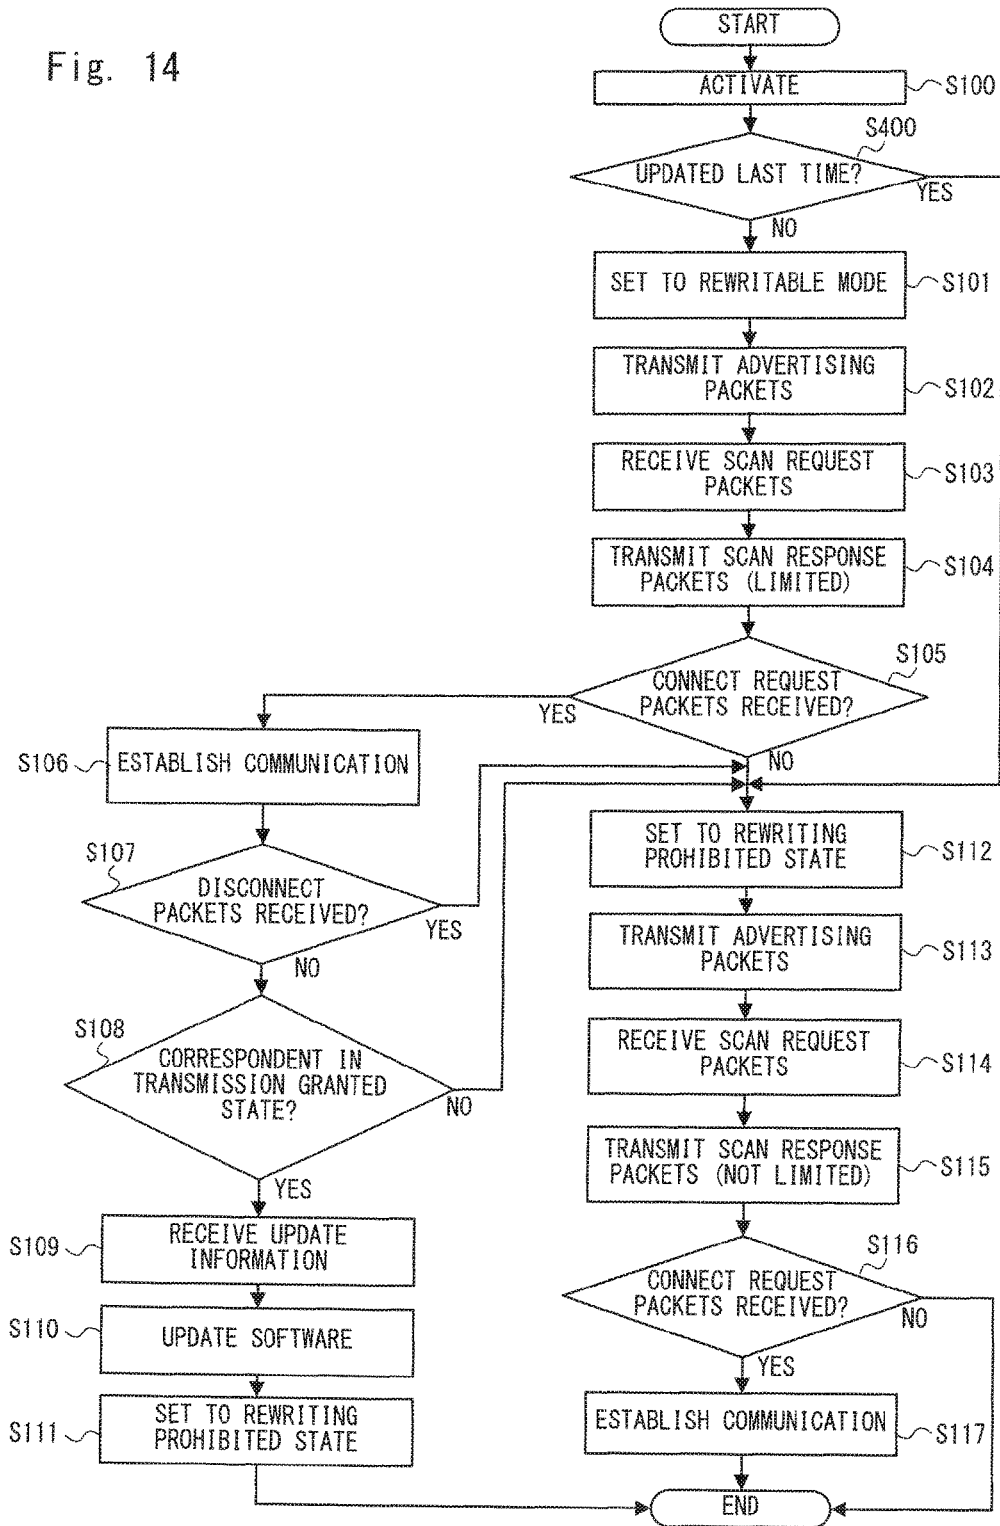 Fig. 14
START
ACTIVATE
S100
S400
UPDATED LAST TIME?
YES
NO
SET TO REWRITABLE MODE
S101
TRANSMIT ADVERTISING
PACKETS
S102
RECEIVE SCAN REQUEST
PACKETS
S103
TRANSMIT SCAN RESPONSE
PACKETS (LIMITED)
S104
S105
CONNECT REQUEST
PACKETS RECEIVED?
YES
NO
S106
ESTABLISH COMMUNICATION
S107
DISCONNECT
PACKETS RECEIVED?
YES
NO
S108
CORRESPONDENT IN
TRANSMISSION GRANTED
STATE?
NO
YES
S109
RECEIVE UPDATE
INFORMATION
S110
UPDATE SOFTWARE
S111
SET TO REWRITING
PROHIBITED STATE
SET TO REWRITING
PROHIBITED STATE
S112
TRANSMIT ADVERTISING
PACKETS
S113
RECEIVE SCAN REQUEST
PACKETS
S114
TRANSMIT SCAN RESPONSE
PACKETS (NOT LIMITED)
S115
S116
CONNECT REQUEST
PACKETS RECEIVED?
NO
YES
ESTABLISH COMMUNICATION
S117
END